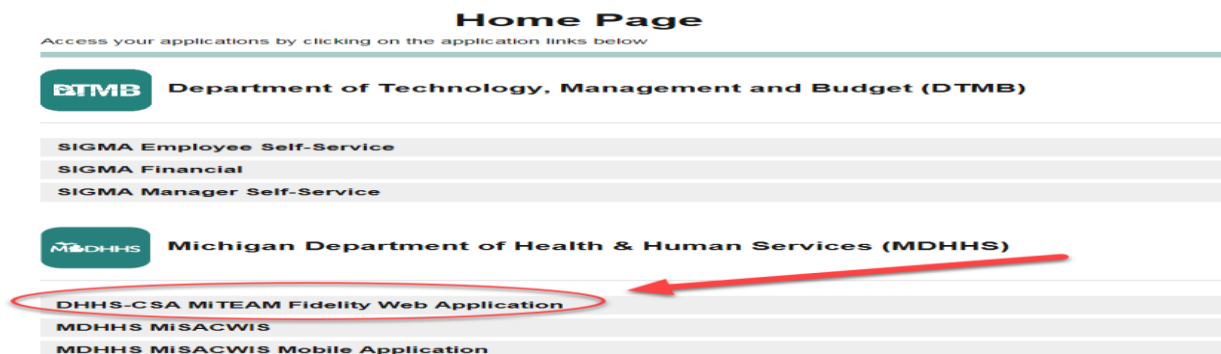 Home Page
Access your applications by clicking on the application links below
DTMB
Department of Technology, Management and Budget (DTMB)
SIGMA Employee Self-Service
SIGMA Financial
SIGMA Manager Self-Service
MDHHS
Michigan Department of Health & Human Services (MDHHS)
DHHS-CSA MiTEAM Fidelity Web Application
MDHHS MiSACWIS
MDHHS MiSACWIS Mobile Application